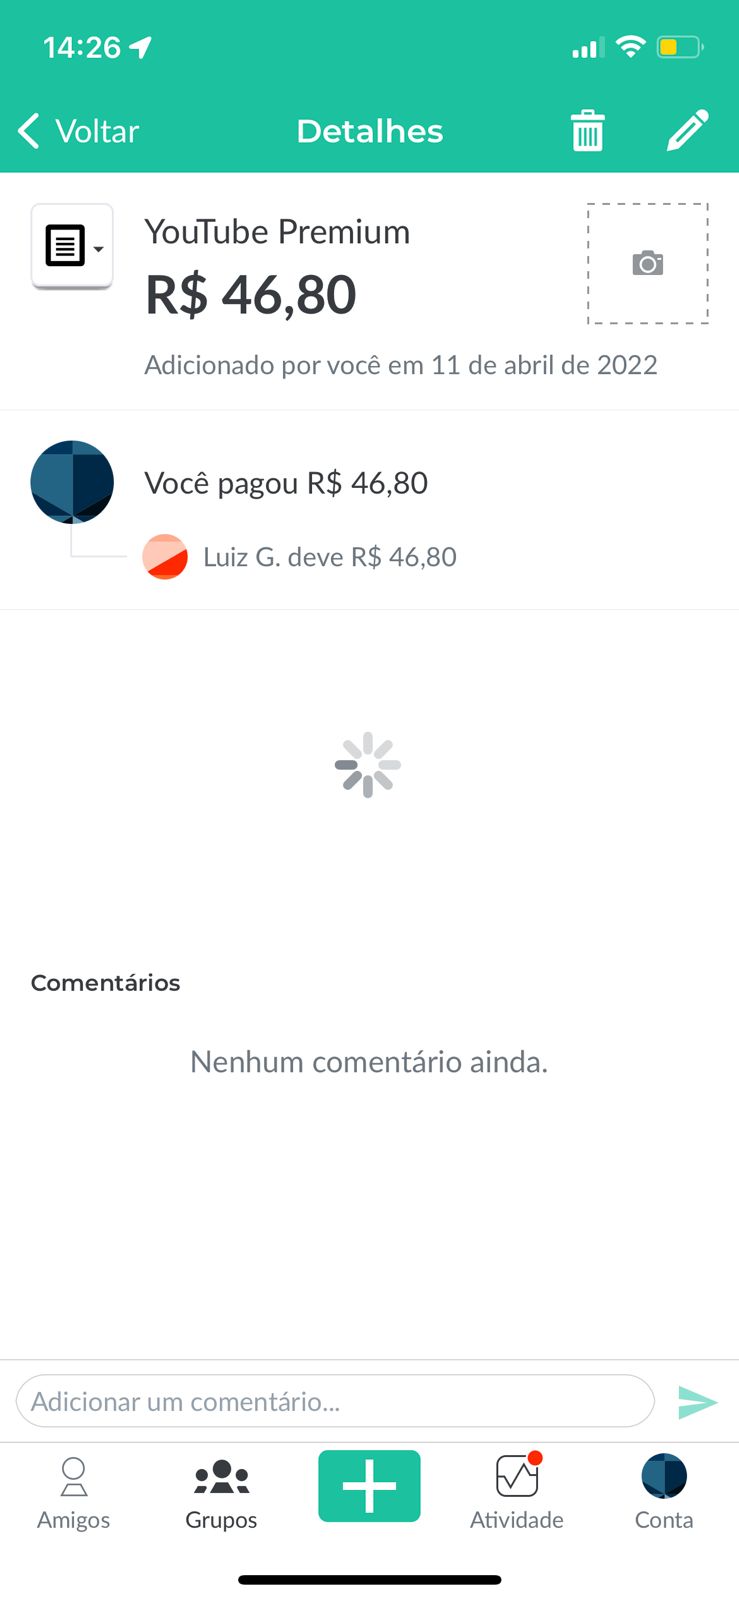 14:26
Voltar
Detalhes
YouTube Premium
R$ 46,80
Adicionado por você em 11 de abril de 2022
Você pagou R$ 46,80
Luiz G. deve R$ 46,80
Comentários
Nenhum comentário ainda.
Adicionar um comentário...
Amigos
Grupos
Atividade
Conta